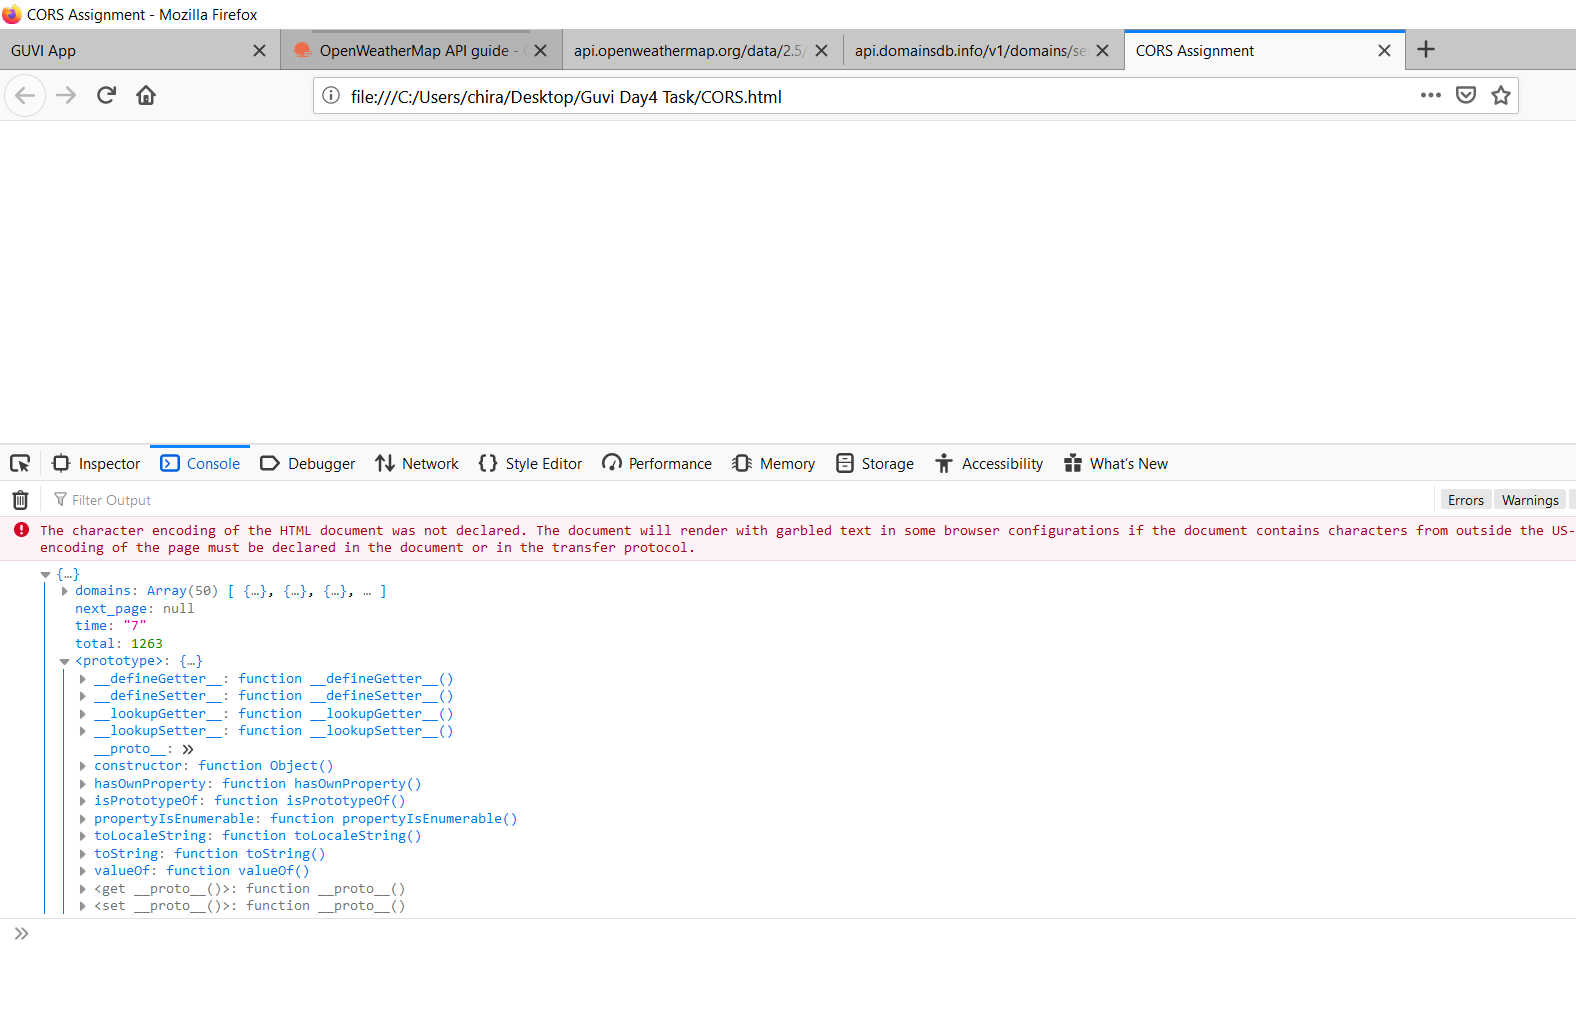 CORS Assignment - Mozilla Firefox
GUVI App
OpenWeatherMap API guide -
api.openweathermap.org/data/2.5/
api.domainsdb.info/v1/domains/se
CORS Assignment
file:///C:/Users/chira/Desktop/Guvi Day4 Task/CORS.html
Inspector Console Debugger Network Style Editor Performance Memory Storage Accessibility What's New
Filter Output
Errors Warnings
The character encoding of the HTML document was not declared. The document will render with garbled text in some browser configurations if the document contains characters from outside the US-
encoding of the page must be declared in the document or in the transfer protocol.
{…}
domains: Array(50) [ {…}, {…}, {…}, … ]
next_page: null
time: "7"
total: 1263
<prototype>: {…}
__defineGetter__: function __defineGetter__()
__defineSetter__: function __defineSetter__()
__lookupGetter__: function __lookupGetter__()
__lookupSetter__: function __lookupSetter__()
__proto__: »
constructor: function Object()
hasOwnProperty: function hasOwnProperty()
isPrototypeOf: function isPrototypeOf()
propertyIsEnumerable: function propertyIsEnumerable()
toLocaleString: function toLocaleString()
toString: function toString()
valueOf: function valueOf()
<get __proto__()>: function __proto__()
<set __proto__()>: function __proto__()
»